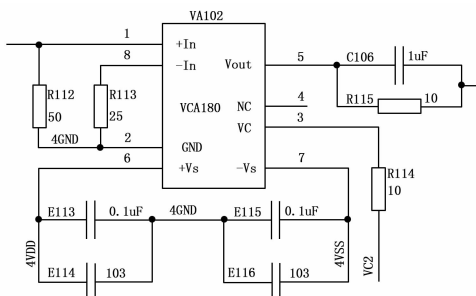 VA102
1
+In
8
-In
Vout
5
C106
1uF
R112
R113
VCA180
NC
4
R115
10
50
25
VC
3
4GND
2
GND
6
+Vs
-Vs
7
R114
10
E113
0.1uF
4GND
E115
0.1uF
4VDD
4VSS
VC2
E114
103
E116
103